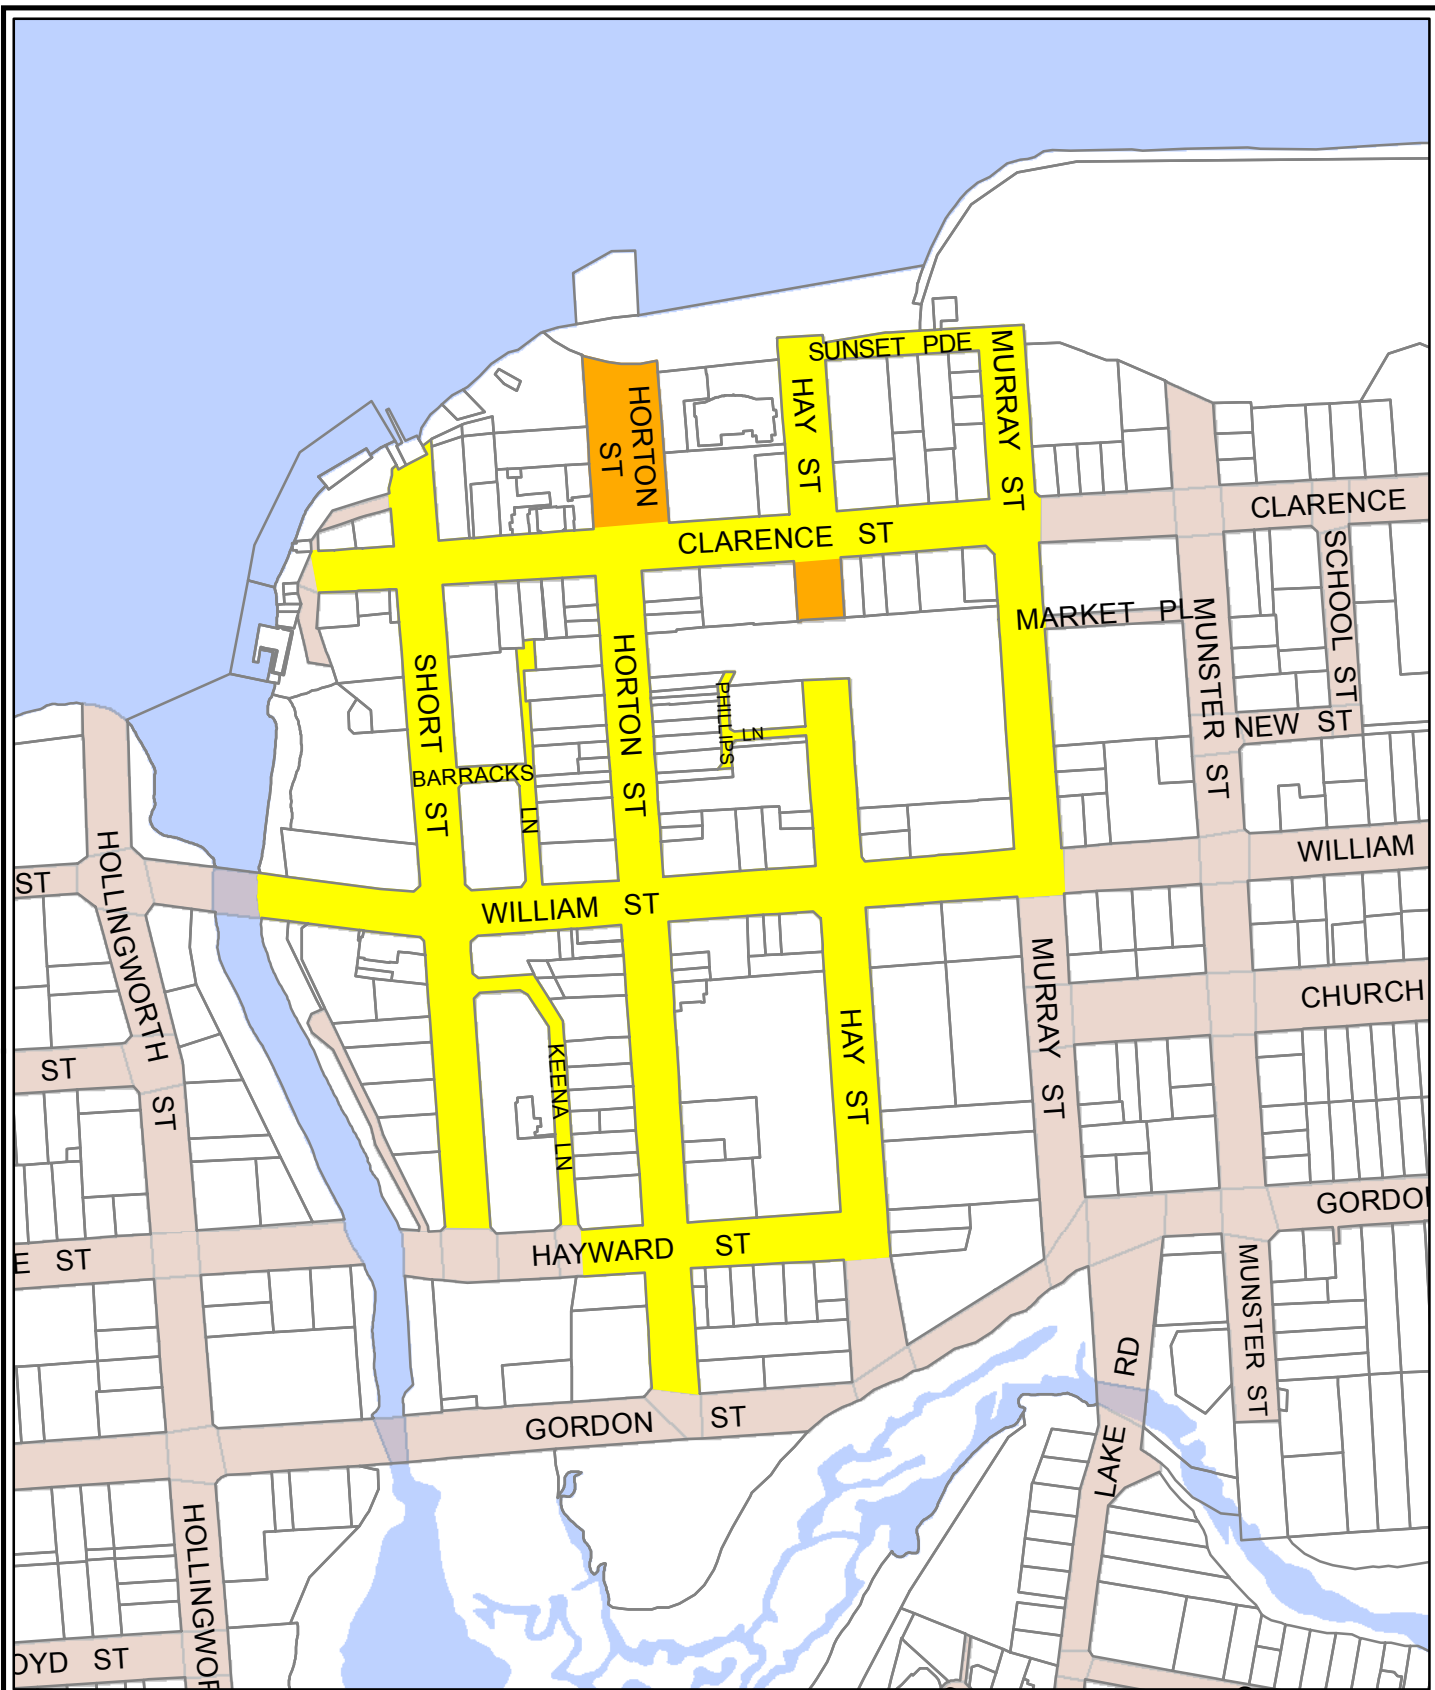 SUNSET PDE
MURRAY ST
HORTON ST
HAY ST
CLARENCE
CLARENCE ST
SCHOOL ST
MARKET PL
MUNSTER ST
SHORT ST
HORTON ST
PHILLIPS LN
NEW ST
BARRACKS LN
HOLLINGWORTH ST
WILLIAM
ST
WILLIAM ST
MURRAY ST
CHURCH
HAY ST
KEENA LN
ST
GORDO
HAYWARD ST
E ST
MUNSTER ST
LAKE RD
GORDON ST
HOLLINGWOR
OYD ST